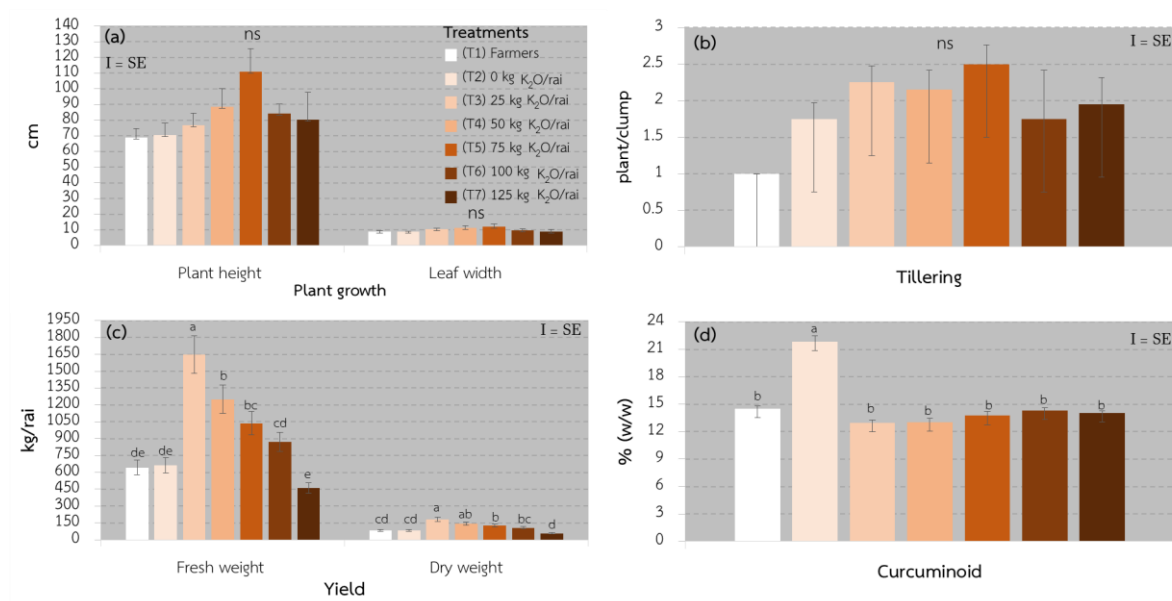 (a)
I = SE
cm
140
130
120
110
100
90
80
70
60
50
40
30
20
10
0
ns
ns
Plant height
Leaf width
Plant growth
Treatments
(T1) Farmers
(T2) 0 kg K₂O/rai
(T3) 25 kg K₂O/rai
(T4) 50 kg K₂O/rai
(T5) 75 kg K₂O/rai
(T6) 100 kg K₂O/rai
(T7) 125 kg K₂O/rai
(b)
I = SE
plant/clump
3
2.5
2
1.5
1
0.5
0
ns
Tillering
(c)
I = SE
kg/rai
1950
1800
1650
1500
1350
1200
1050
900
750
600
450
300
150
0
de
de
a
b
bc
cd
e
cd
cd
a
ab
b
bc
d
Fresh weight
Dry weight
Yield
(d)
I = SE
% (w/w)
24
21
18
15
12
9
6
3
0
b
a
b
b
b
b
b
Curcuminoid